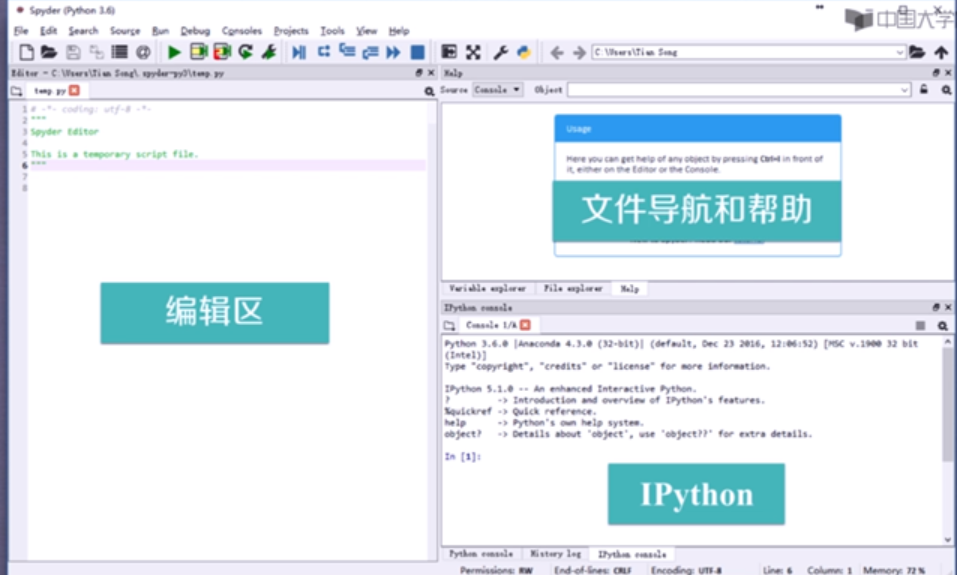 Spyder (Python 3.6)
中国大学
File Edit Search Source Run Debug Consoles Projects Tools View Help
C:\Users\Tian Song
Editor - C:\Users\Tian Song\.spyder-py3\temp.py
temp.py
1 # -*- coding: utf-8 -*-
2 """
3 Spyder Editor
4
5 This is a temporary script file.
6 """
7
8
编辑区
Help
Source Console Object
Usage
Here you can get help of any object by pressing Ctrl+I in front of
it, either on the Editor or the Console.
文件导航和帮助
Variable explorer File explorer Help
IPython console
Console 1/A
Python 3.6.0 |Anaconda 4.3.0 (32-bit)| (default, Dec 23 2016, 12:06:52) [MSC v.1900 32 bit
(Intel)]
Type "copyright", "credits" or "license" for more information.
IPython 5.1.0 -- An enhanced Interactive Python.
? -> Introduction and overview of IPython's features.
%quickref -> Quick reference.
help -> Python's own help system.
object? -> Details about 'object', use 'object??' for extra details.
In [1]:
IPython
Python console History log IPython console
Permissions: RW End-of-lines: CRLF Encoding: UTF-8 Line: 6 Column: 1 Memory: 72 %